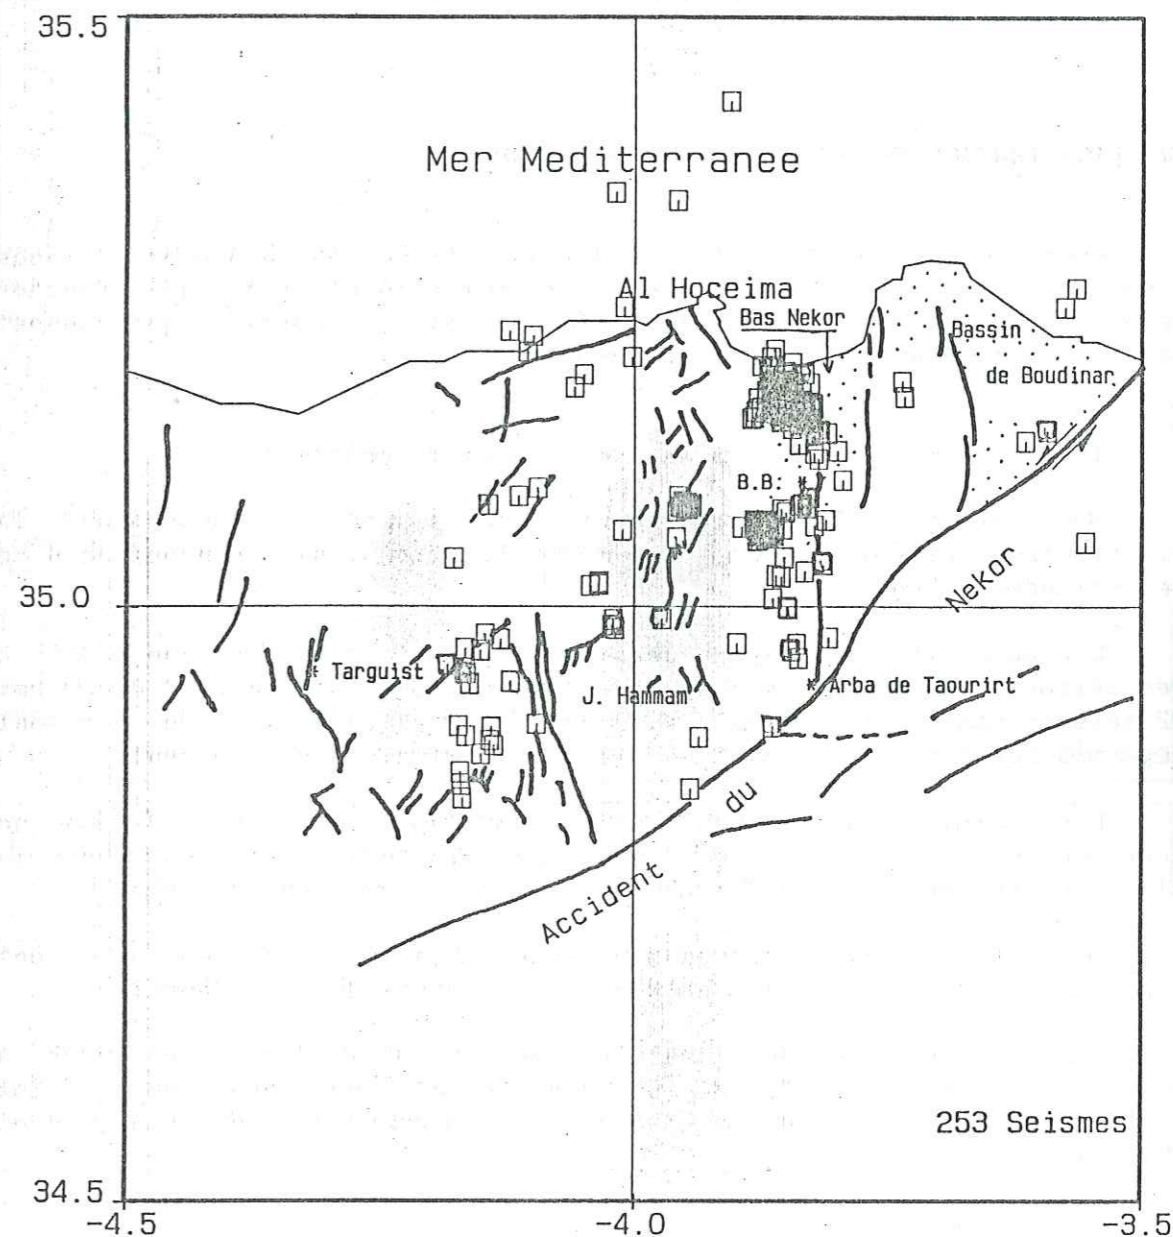 35.5
Mer Mediterranee
Al Hoceima
Bas Nekor
Bassin
de Boudinar
B.B:
35.0
Nekor
* Targuist
J. Hammam
* Arba de Taourirt
du
Accident
253 Seismes
34.5
-4.5
-4.0
-3.5